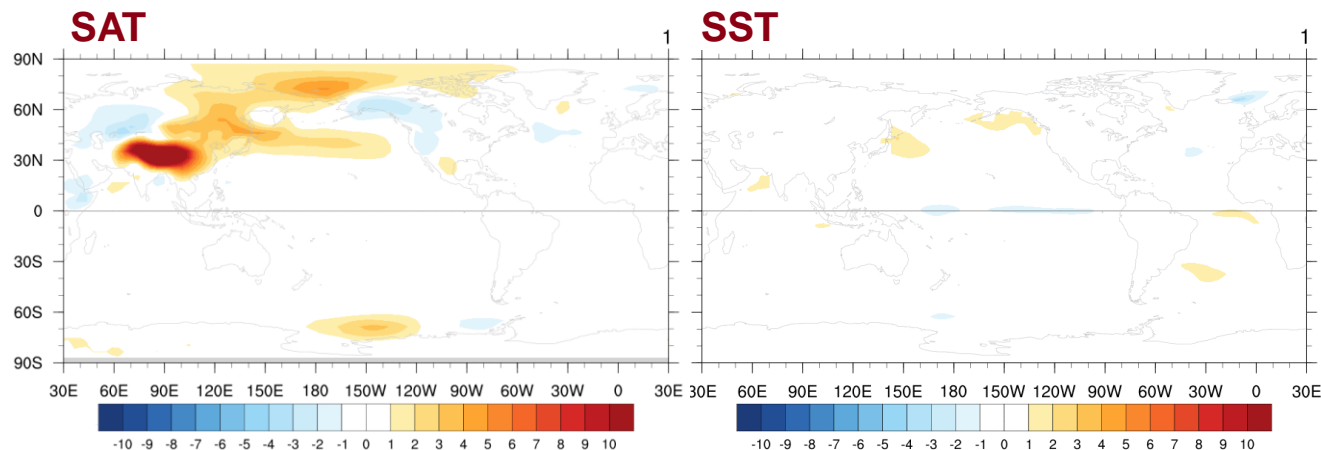 SAT
1
90N
60N
30N
0
30S
60S
90S
30E 60E 90E 120E 150E 180 150W 120W 90W 60W 30W 0 30E
-10 -9 -8 -7 -6 -5 -4 -3 -2 -1 0 1 2 3 4 5 6 7 8 9 10
SST
1
30E 60E 90E 120E 150E 180 150W 120W 90W 60W 30W 0 30E
-10 -9 -8 -7 -6 -5 -4 -3 -2 -1 0 1 2 3 4 5 6 7 8 9 10